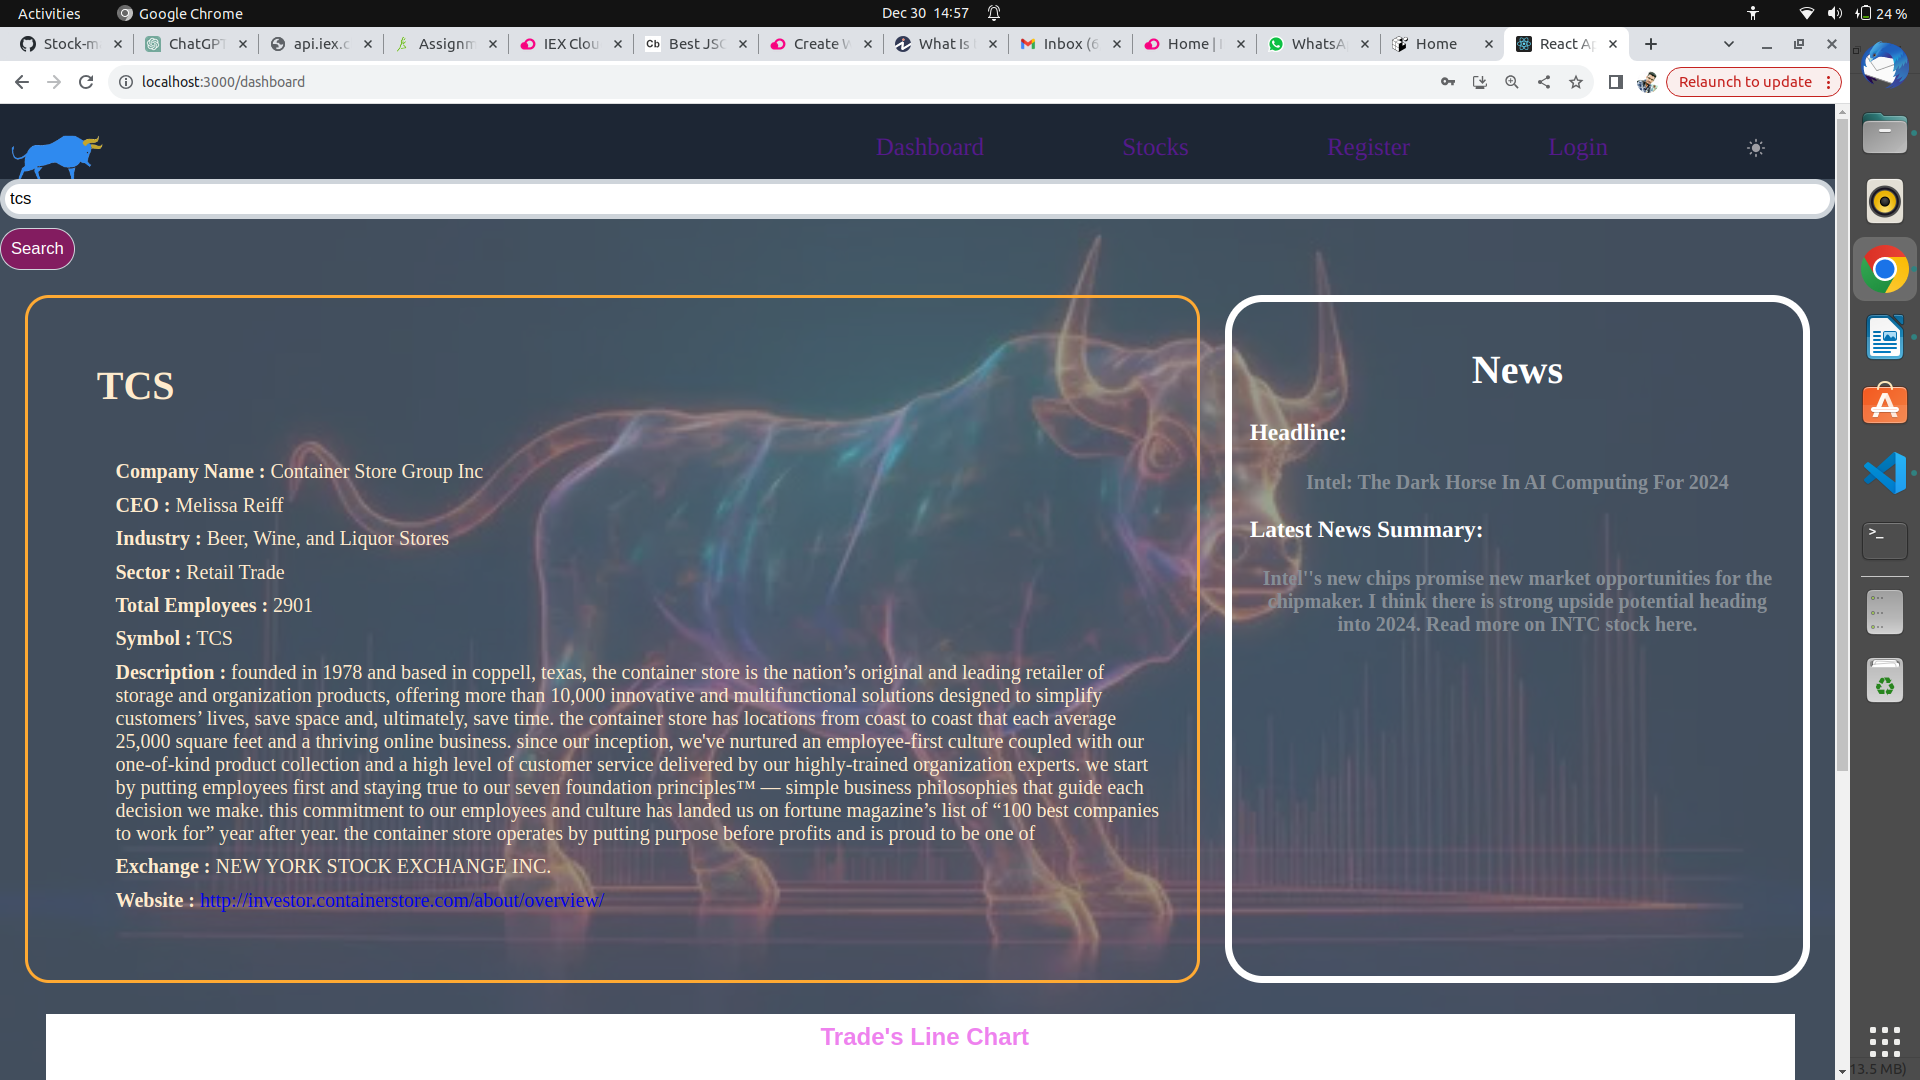 Activities
Google Chrome
Dec 30 14:57
24 %
Stock-m
ChatGPT
api.iex.c
Assignm
IEX Clou
Best JSO
Create W
What Is
Inbox (6
Home | 
WhatsA
Home
React Ap
localhost:3000/dashboard
Relaunch to update
Dashboard
Stocks
Register
Login
tcs
Search
TCS
Company Name : Container Store Group Inc
CEO : Melissa Reiff
Industry : Beer, Wine, and Liquor Stores
Sector : Retail Trade
Total Employees : 2901
Symbol : TCS
Description : founded in 1978 and based in coppell, texas, the container store is the nation’s original and leading retailer of
storage and organization products, offering more than 10,000 innovative and multifunctional solutions designed to simplify
customers’ lives, save space and, ultimately, save time. the container store has locations from coast to coast that each average
25,000 square feet and a thriving online business. since our inception, we've nurtured an employee-first culture coupled with our
one-of-kind product collection and a high level of customer service delivered by our highly-trained organization experts. we start
by putting employees first and staying true to our seven foundation principles™ — simple business philosophies that guide each
decision we make. this commitment to our employees and culture has landed us on fortune magazine’s list of “100 best companies
to work for” year after year. the container store operates by putting purpose before profits and is proud to be one of
Exchange : NEW YORK STOCK EXCHANGE INC.
Website : http://investor.containerstore.com/about/overview/
News
Headline:
Intel: The Dark Horse In AI Computing For 2024
Latest News Summary:
Intel''s new chips promise new market opportunities for the
chipmaker. I think there is strong upside potential heading
into 2024. Read more on INTC stock here.
Trade's Line Chart
13.5 MB)